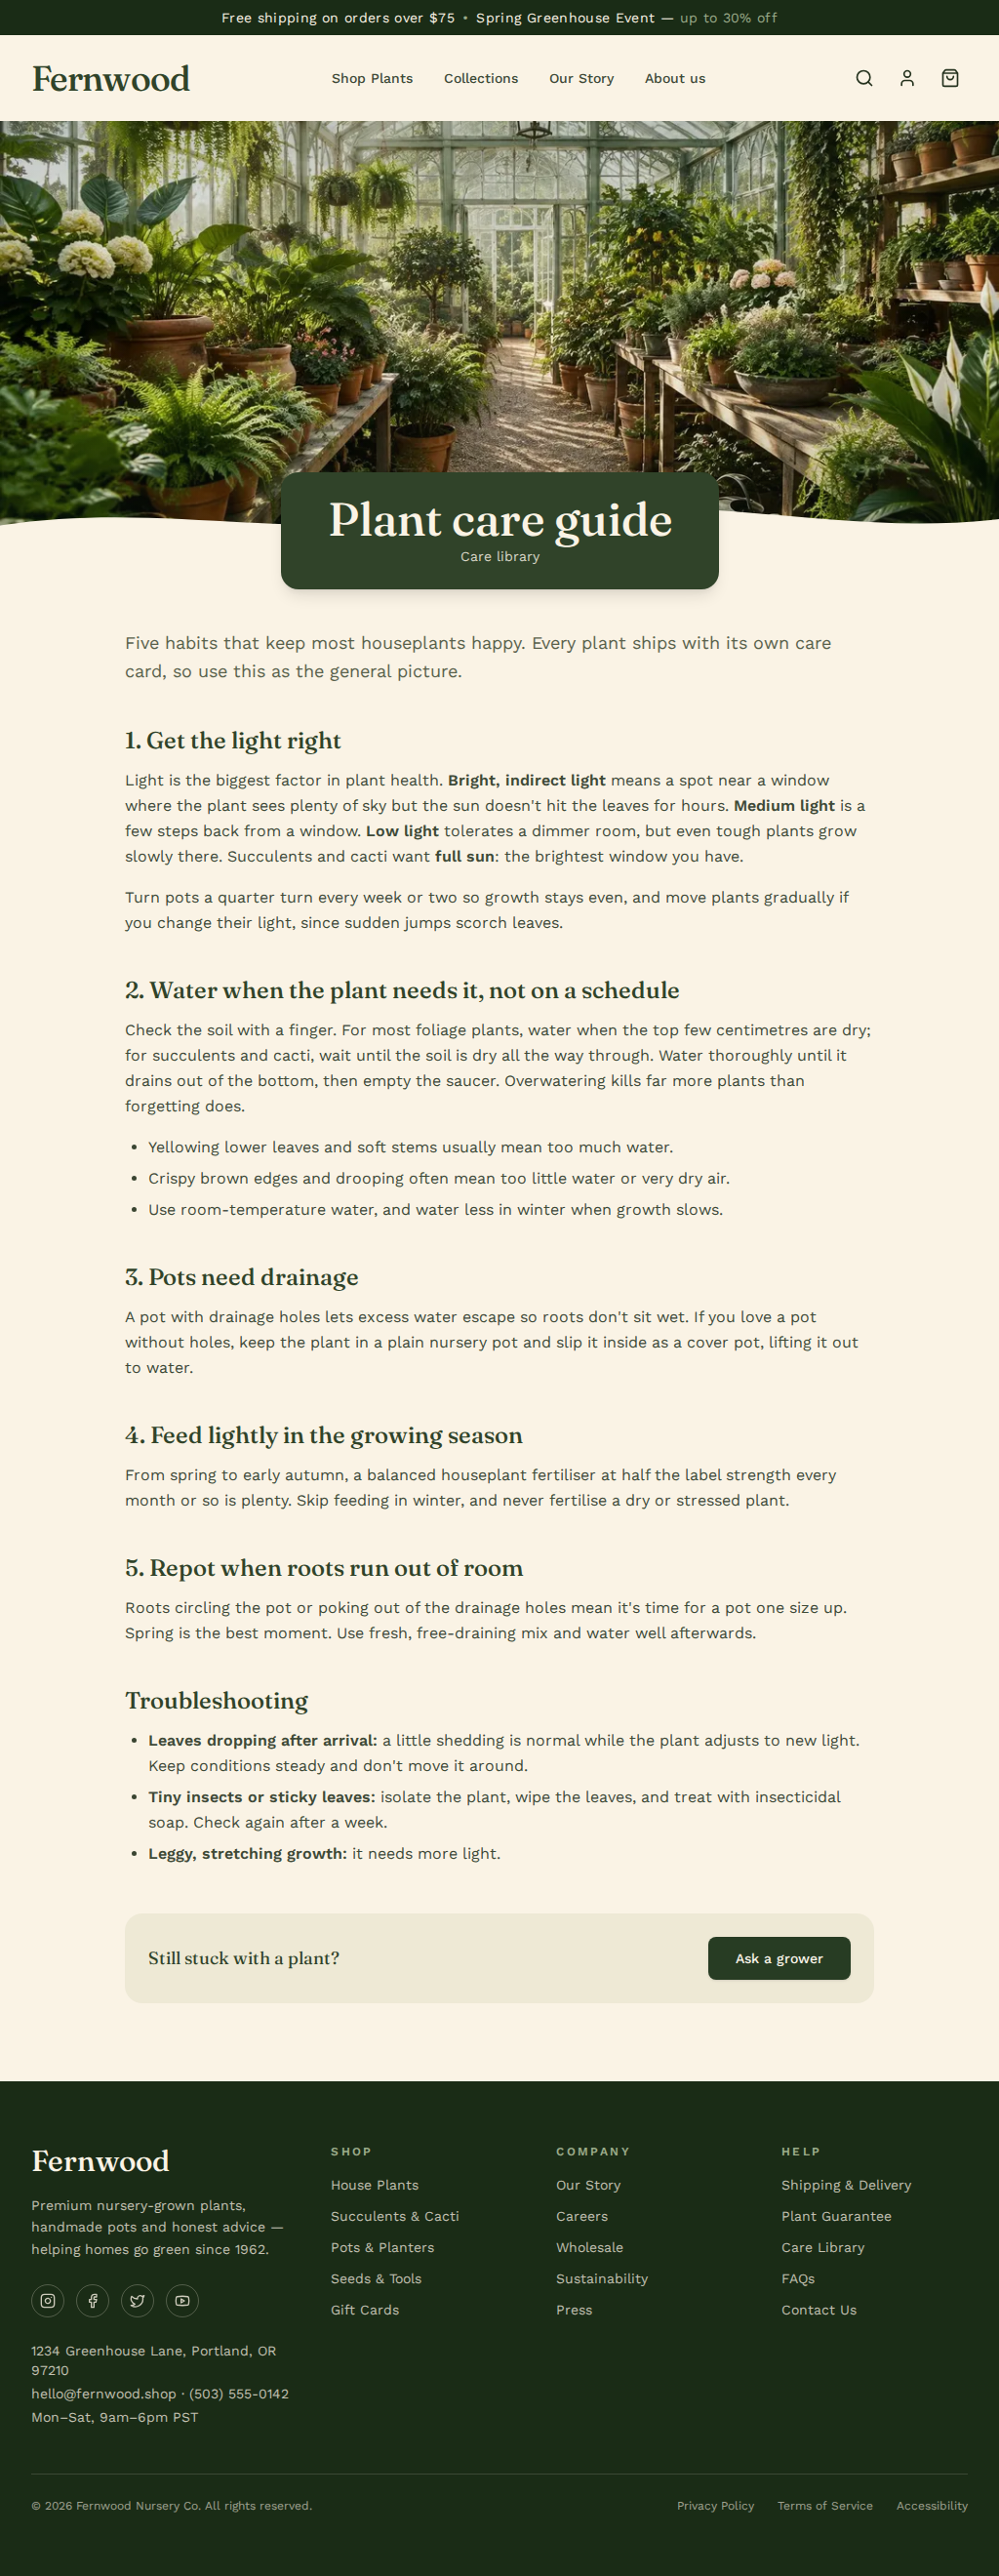 Free shipping on orders over $75 • Spring Greenhouse Event — up to 30% off
Fernwood
Shop Plants Collections Our Story About us
Plant care guide
Care library
Five habits that keep most houseplants happy. Every plant ships with its own care
card, so use this as the general picture.
1. Get the light right
Light is the biggest factor in plant health. Bright, indirect light means a spot near a window
where the plant sees plenty of sky but the sun doesn't hit the leaves for hours. Medium light is a
few steps back from a window. Low light tolerates a dimmer room, but even tough plants grow
slowly there. Succulents and cacti want full sun: the brightest window you have.
Turn pots a quarter turn every week or two so growth stays even, and move plants gradually if
you change their light, since sudden jumps scorch leaves.
2. Water when the plant needs it, not on a schedule
Check the soil with a finger. For most foliage plants, water when the top few centimetres are dry;
for succulents and cacti, wait until the soil is dry all the way through. Water thoroughly until it
drains out of the bottom, then empty the saucer. Overwatering kills far more plants than
forgetting does.
• Yellowing lower leaves and soft stems usually mean too much water.
• Crispy brown edges and drooping often mean too little water or very dry air.
• Use room-temperature water, and water less in winter when growth slows.
3. Pots need drainage
A pot with drainage holes lets excess water escape so roots don't sit wet. If you love a pot
without holes, keep the plant in a plain nursery pot and slip it inside as a cover pot, lifting it out
to water.
4. Feed lightly in the growing season
From spring to early autumn, a balanced houseplant fertiliser at half the label strength every
month or so is plenty. Skip feeding in winter, and never fertilise a dry or stressed plant.
5. Repot when roots run out of room
Roots circling the pot or poking out of the drainage holes mean it's time for a pot one size up.
Spring is the best moment. Use fresh, free-draining mix and water well afterwards.
Troubleshooting
• Leaves dropping after arrival: a little shedding is normal while the plant adjusts to new light.
Keep conditions steady and don't move it around.
• Tiny insects or sticky leaves: isolate the plant, wipe the leaves, and treat with insecticidal
soap. Check again after a week.
• Leggy, stretching growth: it needs more light.
Still stuck with a plant?
Ask a grower
Fernwood
Premium nursery-grown plants,
handmade pots and honest advice —
helping homes go green since 1962.
1234 Greenhouse Lane, Portland, OR
97210
hello@fernwood.shop · (503) 555-0142
Mon–Sat, 9am–6pm PST
SHOP
House Plants
Succulents & Cacti
Pots & Planters
Seeds & Tools
Gift Cards
COMPANY
Our Story
Careers
Wholesale
Sustainability
Press
HELP
Shipping & Delivery
Plant Guarantee
Care Library
FAQs
Contact Us
© 2026 Fernwood Nursery Co. All rights reserved.
Privacy Policy Terms of Service Accessibility